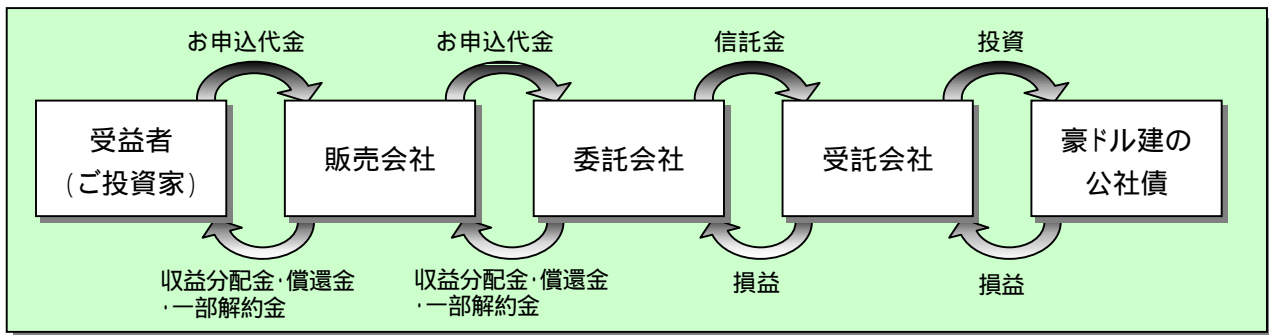 お申込代金
お申込代金
信託金
投資
受益者
(ご投資家)
販売会社
委託会社
受託会社
豪ドル建の
公社債
収益分配金・償還金
・一部解約金
収益分配金・償還金
・一部解約金
損益
損益